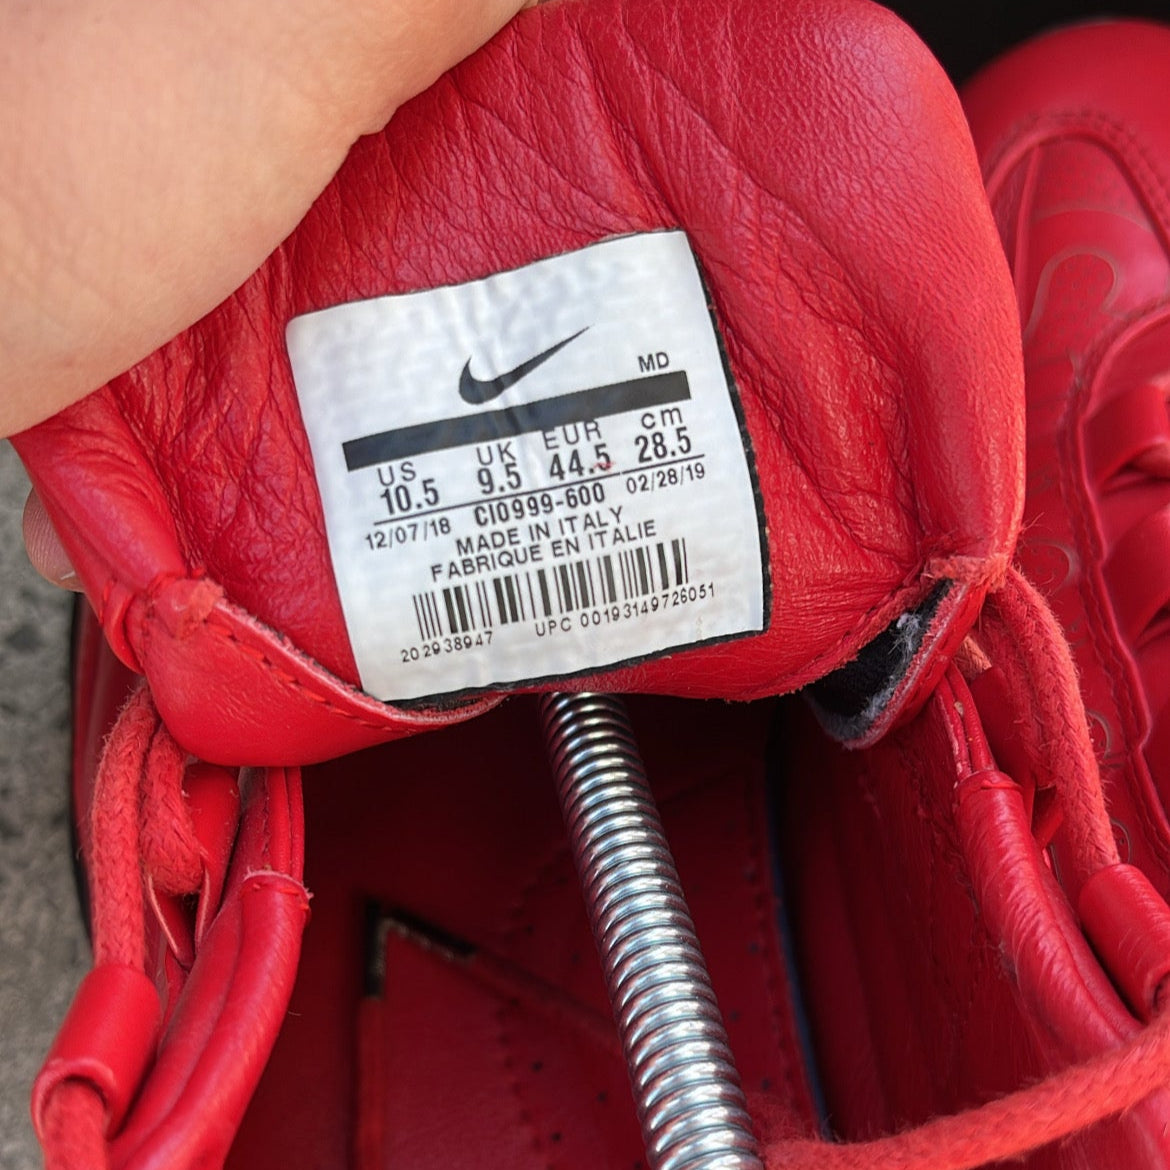 MD
US UK EUR cm
10.5 9.5 44.5 28.5
12/07/18 CI0999-600 02/28/19
MADE IN ITALY
FABRIQUE EN ITALIE
202938947 UPC 00193149726051